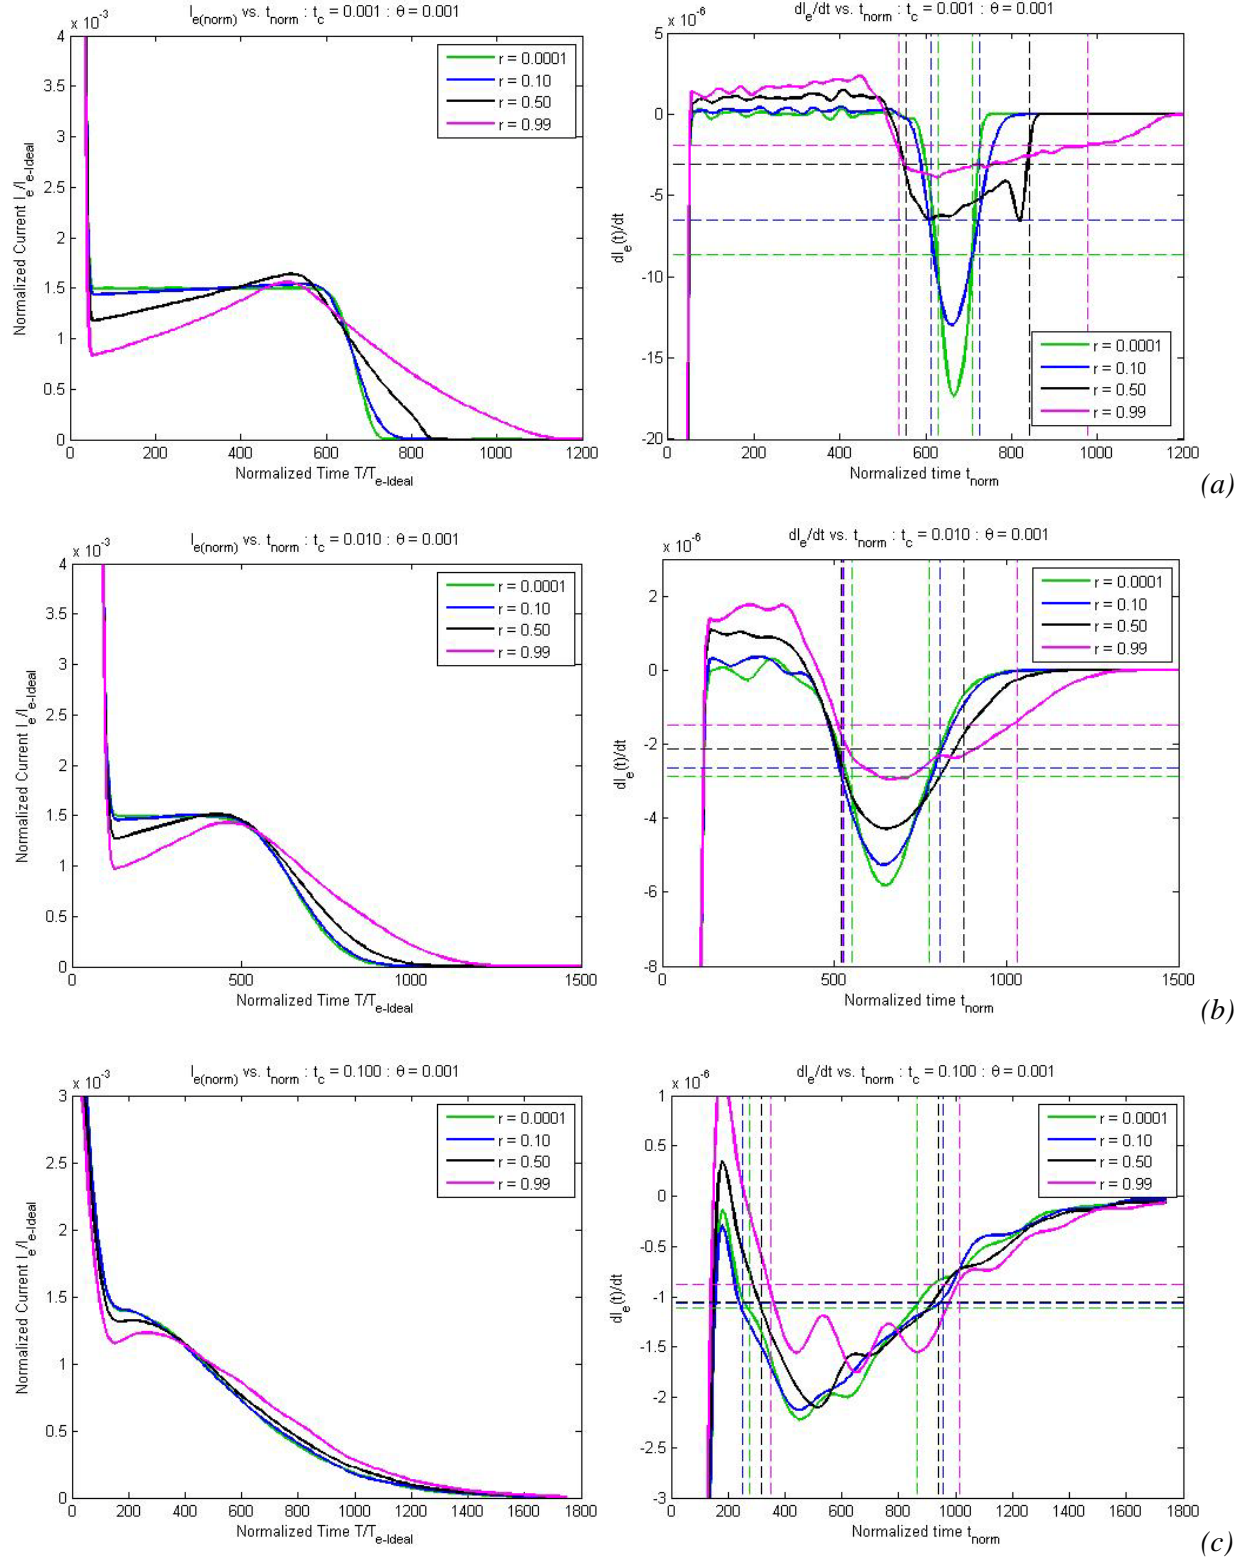 I_e(norm) vs. t_norm : t_c = 0.001 : θ = 0.001
x 10^-3
4
3.5
3
2.5
2
1.5
1
0.5
0
0 200 400 600 800 1000 1200
Normalized Current I_e/I_e-Ideal
Normalized Time T/T_e-Ideal
r = 0.0001
r = 0.10
r = 0.50
r = 0.99
dI_e/dt vs. t_norm : t_c = 0.001 : θ = 0.001
x 10^-6
5
0
-5
-10
-15
-20
0 200 400 600 800 1000 1200
dI_e(t)/dt
Normalized time t_norm
r = 0.0001
r = 0.10
r = 0.50
r = 0.99
(a)
I_e(norm) vs. t_norm : t_c = 0.010 : θ = 0.001
x 10^-3
4
3.5
3
2.5
2
1.5
1
0.5
0
0 500 1000 1500
Normalized Current I_e/I_e-Ideal
Normalized Time T/T_e-Ideal
r = 0.0001
r = 0.10
r = 0.50
r = 0.99
dI_e/dt vs. t_norm : t_c = 0.010 : θ = 0.001
x 10^-6
2
0
-2
-4
-6
-8
0 500 1000 1500
dI_e(t)/dt
Normalized time t_norm
r = 0.0001
r = 0.10
r = 0.50
r = 0.99
(b)
I_e(norm) vs. t_norm : t_c = 0.100 : θ = 0.001
x 10^-3
3
2.5
2
1.5
1
0.5
0
0 200 400 600 800 1000 1200 1400 1600 1800
Normalized Current I_e/I_e-Ideal
Normalized Time T/T_e-Ideal
r = 0.0001
r = 0.10
r = 0.50
r = 0.99
dI_e/dt vs. t_norm : t_c = 0.100 : θ = 0.001
x 10^-6
1
0.5
0
-0.5
-1
-1.5
-2
-2.5
-3
0 200 400 600 800 1000 1200 1400 1600 1800
dI_e(t)/dt
Normalized time t_norm
r = 0.0001
r = 0.10
r = 0.50
r = 0.99
(c)